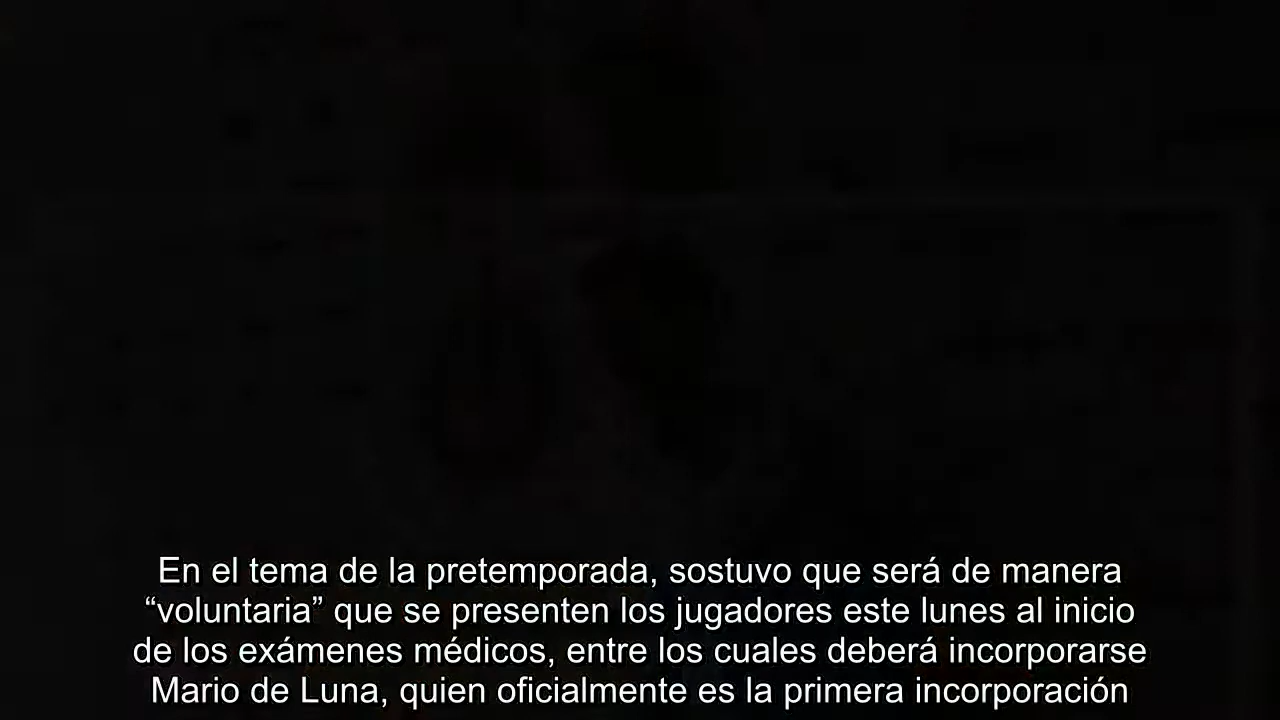 En el tema de la pretemporada, sostuvo que será de manera
“voluntaria” que se presenten los jugadores este lunes al inicio
de los exámenes médicos, entre los cuales deberá incorporarse
Mario de Luna, quien oficialmente es la primera incorporación